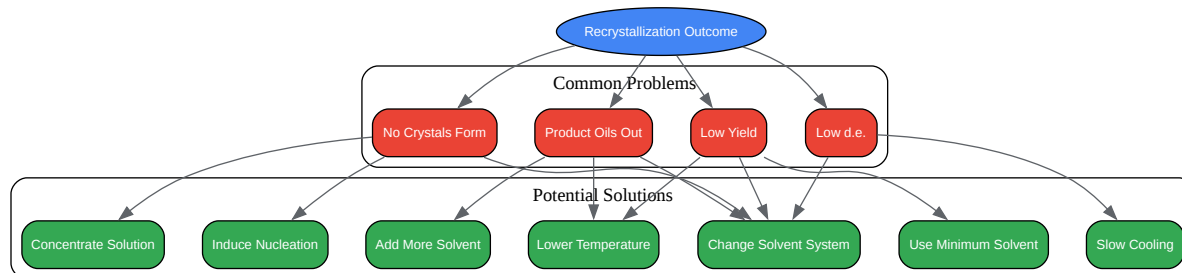 Recrystallization Outcome
Common Problems
No Crystals Form
Product Oils Out
Low Yield
Low d.e.
Potential Solutions
Concentrate Solution
Induce Nucleation
Add More Solvent
Lower Temperature
Change Solvent System
Use Minimum Solvent
Slow Cooling